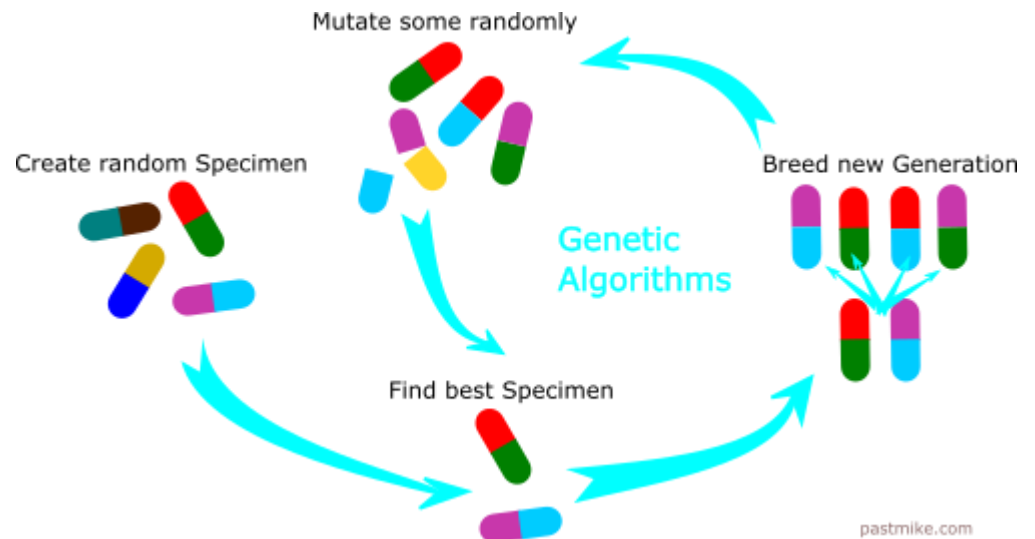 Mutate some randomly
Create random Specimen
Breed new Generation
Genetic
Algorithms
Find best Specimen
pastmike.com